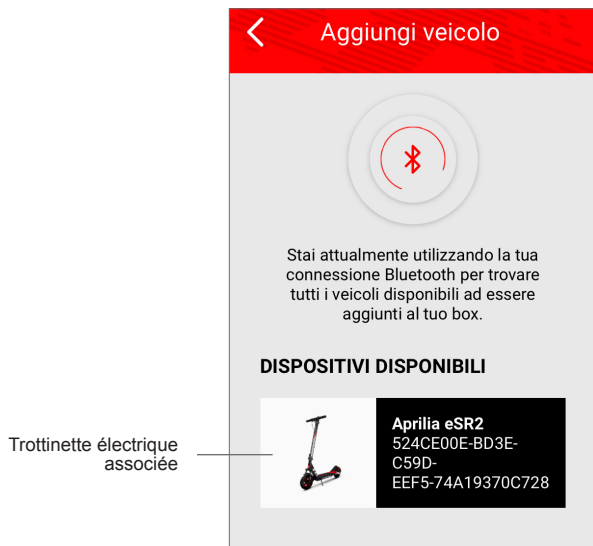 Aggiungi veicolo
Stai attualmente utilizzando la tua
connessione Bluetooth per trovare
tutti i veicoli disponibili ad essere
aggiunti al tuo box.
DISPOSITIVI DISPONIBILI
Trottinette électrique
associée
Aprilia eSR2
524CE00E-BD3E-
C59D-
EEF5-74A19370C728